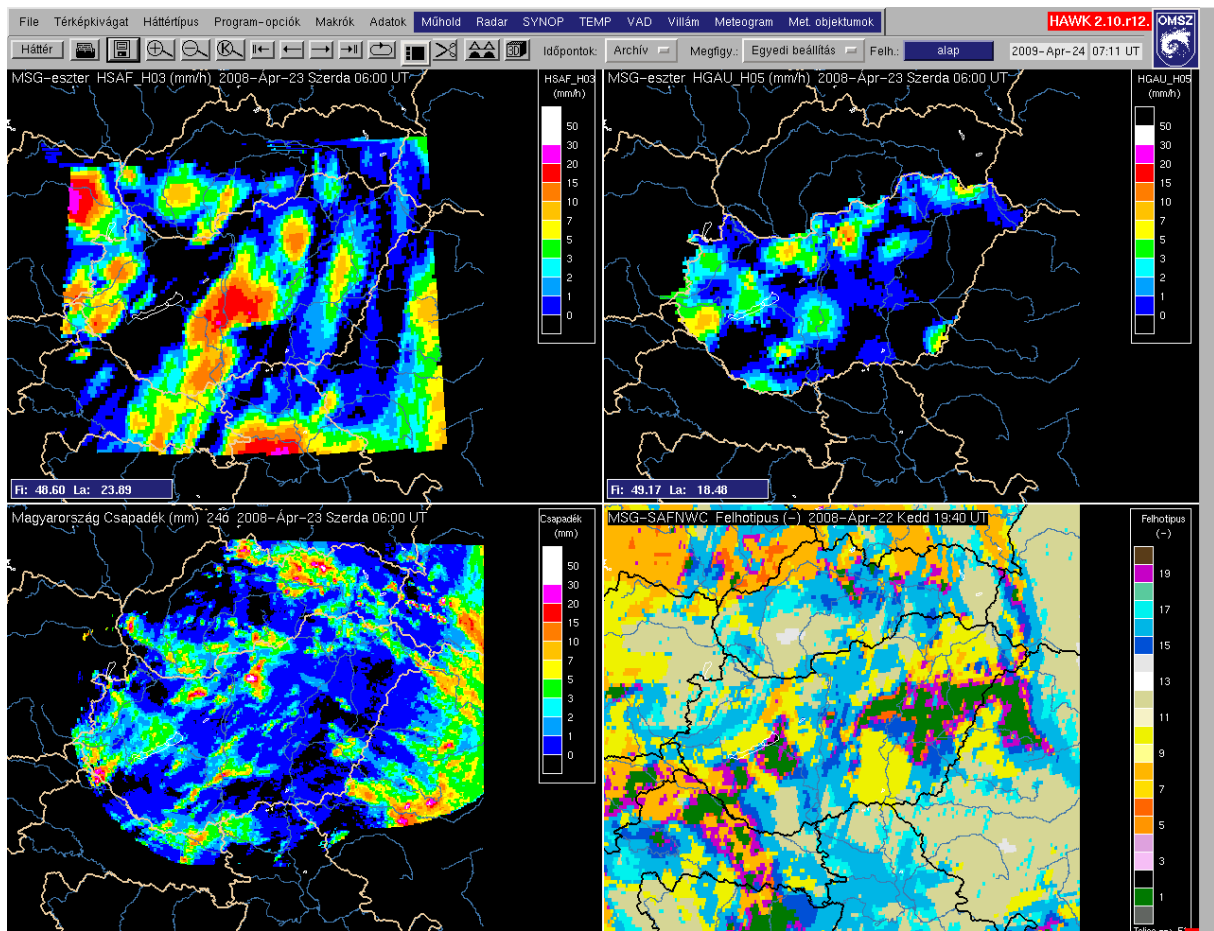 File Térképkivágat Háttértípus Program-opciók Makrók Adatok Műhold Radar SYNOP TEMP VAD Villám Meteogram Met. objektumok
HAWK 2.10.r12.
OMSZ
Háttér
K
3D
Időpontok: Archív Megfigy.: Egyedi beállítás Felh.: alap 2009-Apr-24 07:11 UT
MSG-eszter HSAF_H03 (mm/h) 2008-Ápr-23 Szerda 06:00 UT
HSAF_H03
(mm/h)
50
30
20
15
10
7
5
3
2
1
0
Fi: 48.60 La: 23.89
MSG-eszter HGAU_H05 (mm/h) 2008-Ápr-23 Szerda 06:00 UT
HGAU_H05
(mm/h)
50
30
20
15
10
7
5
3
2
1
0
Fi: 49.17 La: 18.48
Magyarország Csapadék (mm) 24ó 2008-Ápr-23 Szerda 06:00 UT
Csapadék
(mm)
50
30
20
15
10
7
5
3
2
1
0
MSG-SAFNWC Felhotipus (-) 2008-Apr-22 Kedd 19:40 UT
Felhotipus
(-)
19
17
15
13
11
9
7
5
3
1